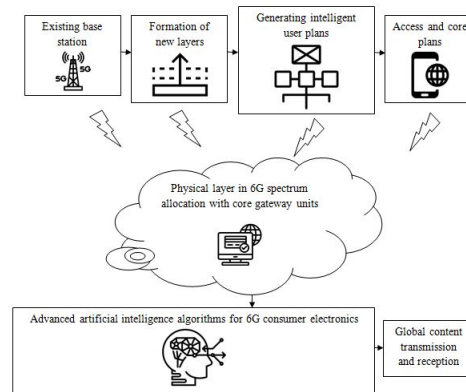 Existing base
station
5G
5G
Formation of
new layers
Generating intelligent
user plans
Access and core
plans
Physical layer in 6G spectrum
allocation with core gateway
units
Advanced artificial intelligence algorithms for 6G consumer electronics
Global content
transmission
and reception